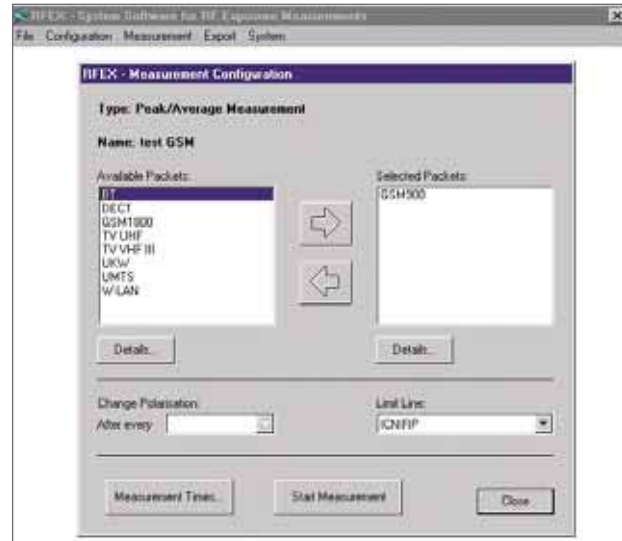 RFEX - System Software for RF Exposure Measurements
File Configuration Measurement Export System
RFEX - Measurement Configuration
Type: Peak/Average Measurement
Name: test GSM
Available Packets:
BT
DECT
GSM1800
TV UHF
TV VHF III
UKW
UMTS
W-LAN
Selected Packets:
GSM900
Details...
Details...
Change Polarisation:
After every
Limit Line:
ICNIRP
Measurement Times...
Start Measurement
Close